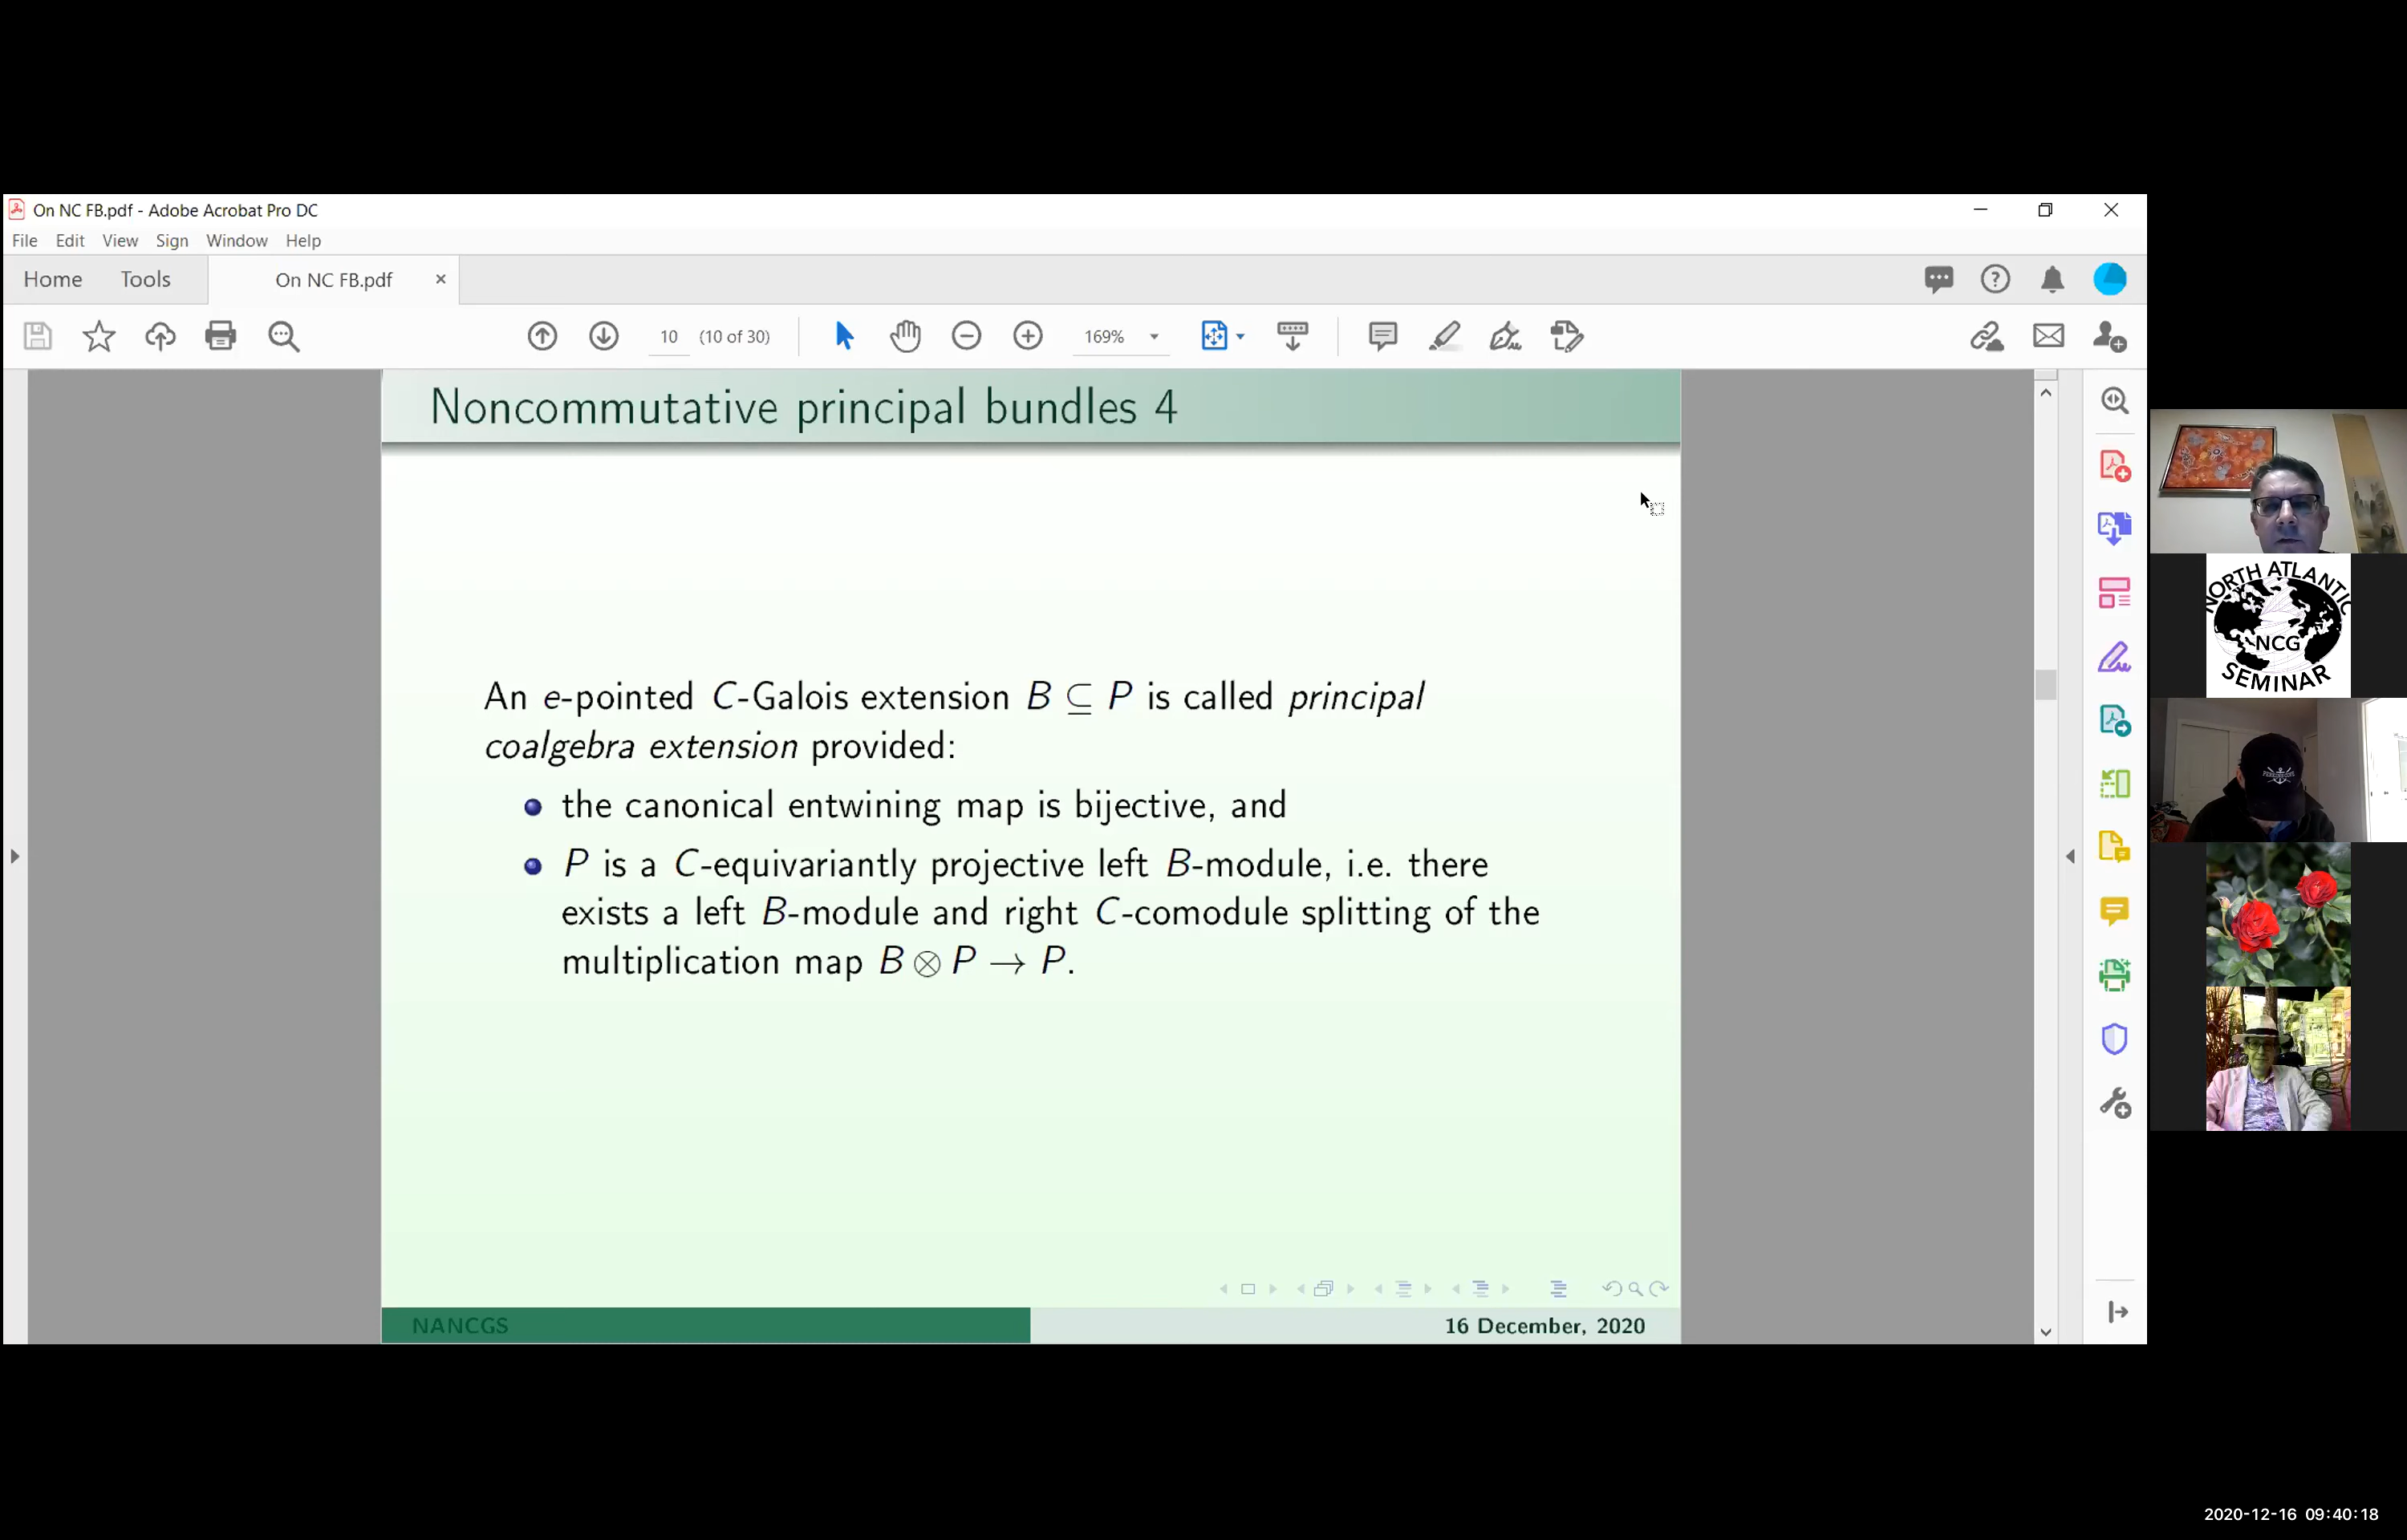 On NC FB.pdf - Adobe Acrobat Pro DC
File Edit View Sign Window Help
Home Tools On NC FB.pdf ×
10 (10 of 30) 169%
Noncommutative principal bundles 4
An e-pointed C-Galois extension B ⊆ P is called principal
coalgebra extension provided:
• the canonical entwining map is bijective, and
• P is a C-equivariantly projective left B-module, i.e. there
exists a left B-module and right C-comodule splitting of the
multiplication map B ⊗ P → P.
NANCGS 16 December, 2020
NORTH ATLANTIC
NCG
SEMINAR
2020-12-16 09:40:18